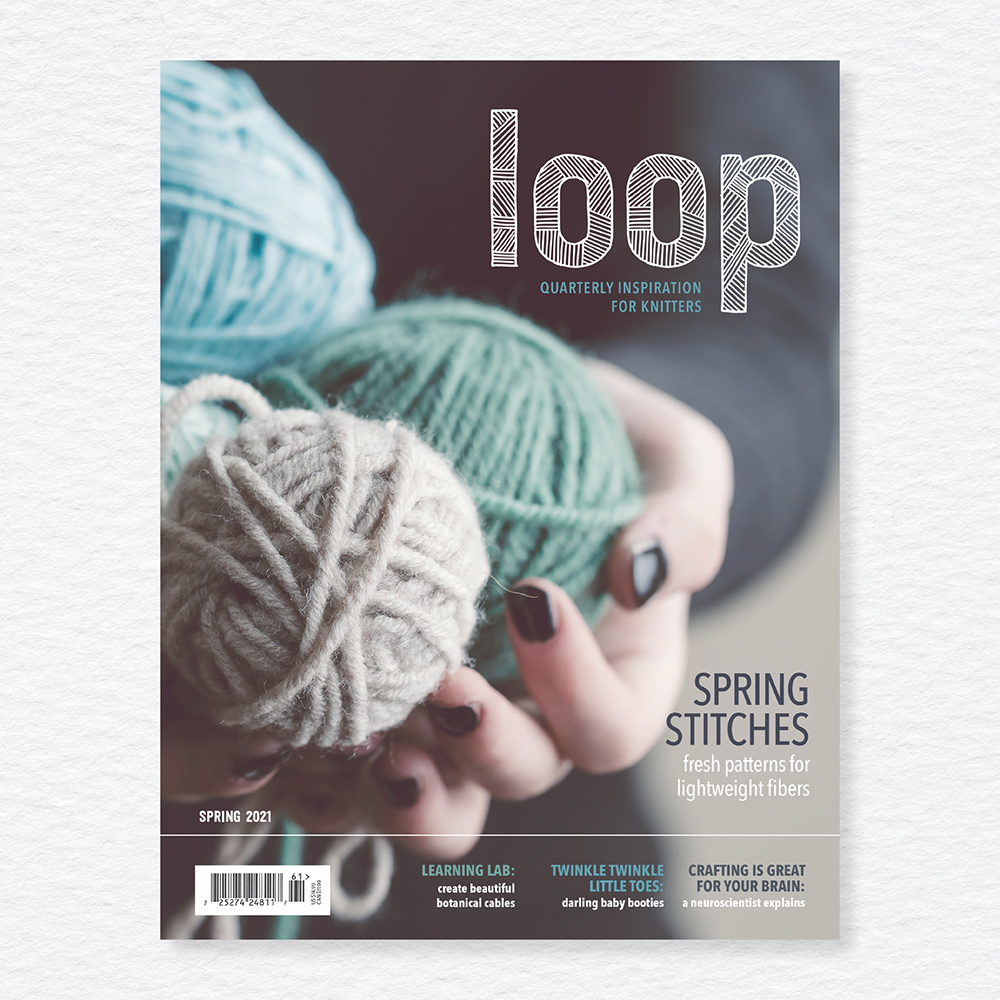 loop
QUARTERLY INSPIRATION
FOR KNITTERS
SPRING
STITCHES
fresh patterns for
lightweight fibers
SPRING 2021
LEARNING LAB:
create beautiful
botanical cables
TWINKLE TWINKLE
LITTLE TOES:
darling baby booties
CRAFTING IS GREAT
FOR YOUR BRAIN:
a neuroscientist explains
61>
7 25274 24811 7